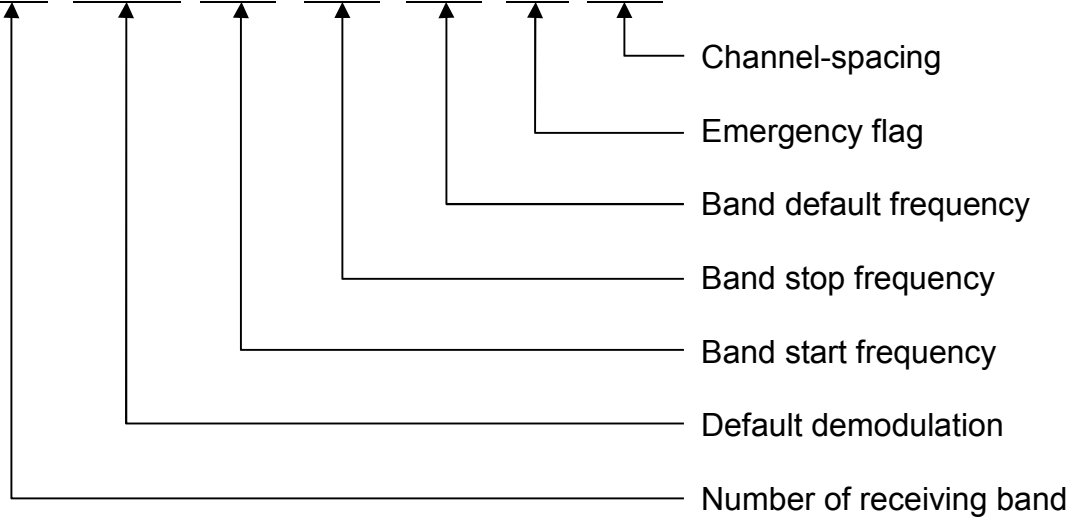 Channel-spacing
Emergency flag
Band default frequency
Band stop frequency
Band start frequency
Default demodulation
Number of receiving band